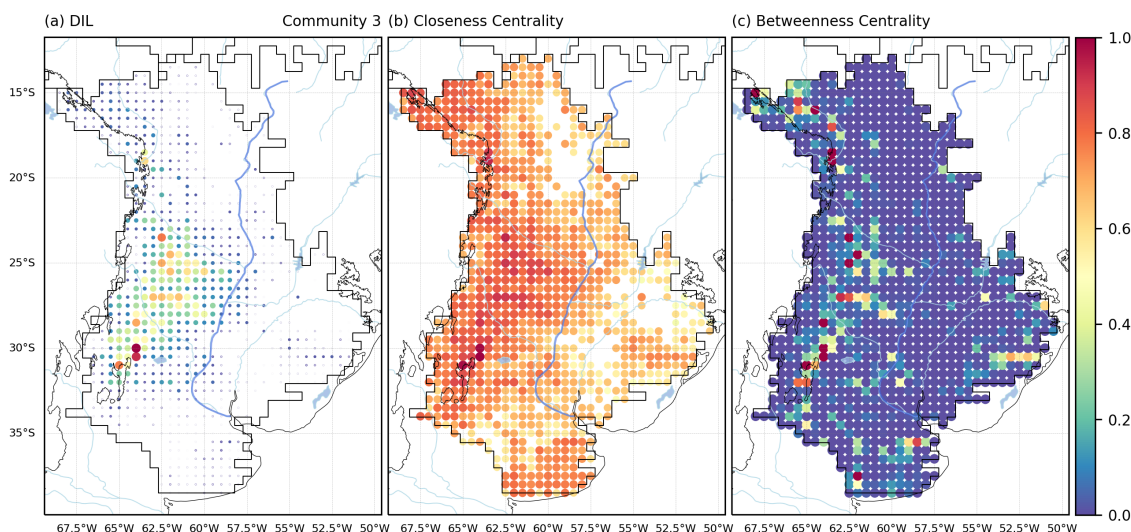 (a) DIL
Community 3
(b) Closeness Centrality
(c) Betweenness Centrality
15°S
20°S
25°S
30°S
35°S
67.5°W 65°W 62.5°W 60°W 57.5°W 55°W 52.5°W 50°W
67.5°W 65°W 62.5°W 60°W 57.5°W 55°W 52.5°W 50°W
67.5°W 65°W 62.5°W 60°W 57.5°W 55°W 52.5°W 50°W
1.0
0.8
0.6
0.4
0.2
0.0